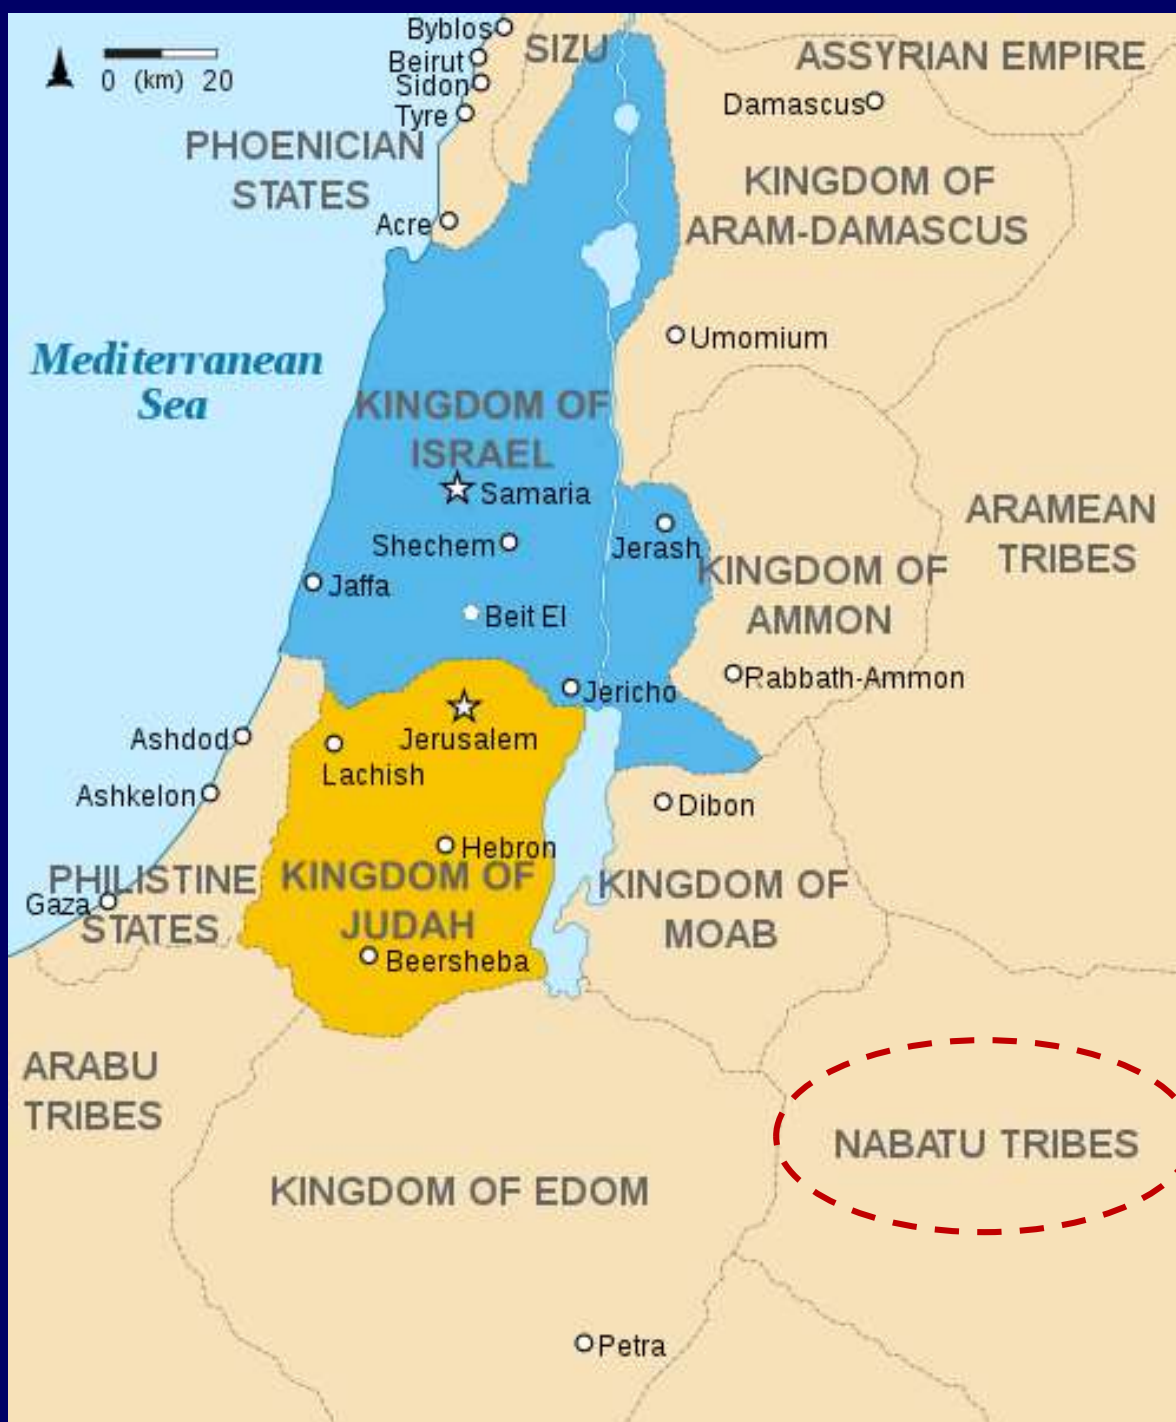 Byblos
SIZU
ASSYRIAN EMPIRE
Beirut
0 (km) 20
Sidon
Damascus
Tyre
PHOENICIAN
STATES
KINGDOM OF
ARAM-DAMASCUS
Acre
Umomium
Mediterranean
Sea
KINGDOM OF
ISRAEL
Samaria
ARAMEAN
TRIBES
Shechem
Jerash
KINGDOM OF
AMMON
Jaffa
Beit El
Rabbath-Ammon
Jericho
Ashdod
Jerusalem
Lachish
Ashkelon
Dibon
Hebron
PHILISTINE
STATES
KINGDOM OF
JUDAH
KINGDOM OF
MOAB
Gaza
Beersheba
ARABU
TRIBES
NABATU TRIBES
KINGDOM OF EDOM
Petra